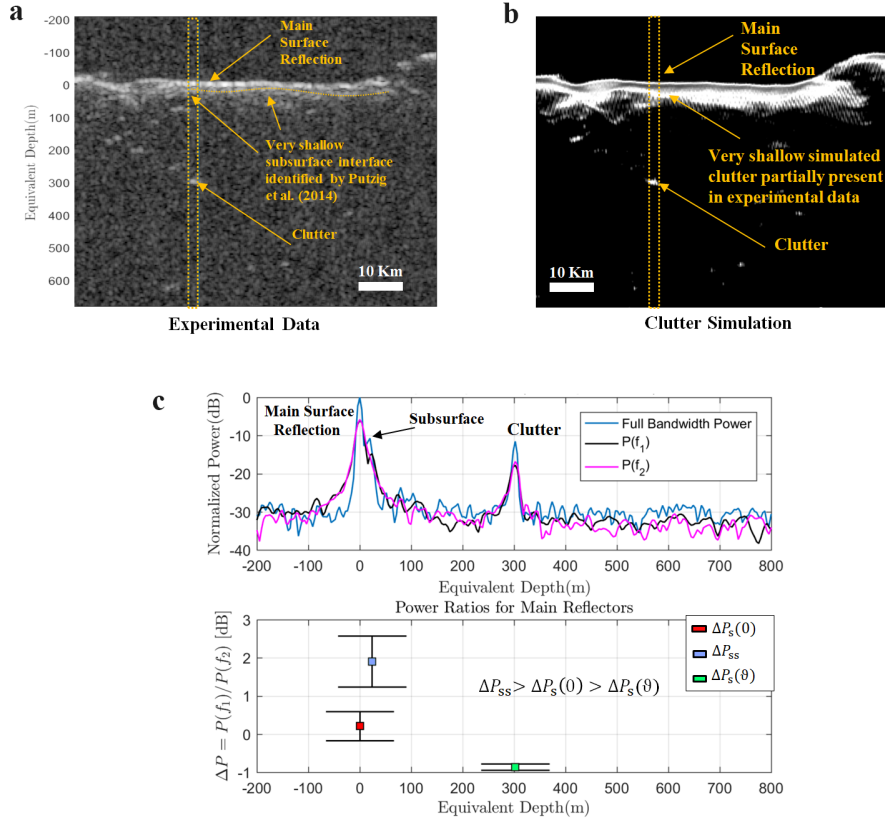 a
b
-200
-100
0
100
200
300
400
500
600
Equivalent Depth(m)
Main
Surface
Reflection
Very shallow
subsurface interface
identified by Putzig
et al. (2014)
Clutter
10 Km
Experimental Data
Main
Surface
Reflection
Very shallow simulated
clutter partially present
in experimental data
Clutter
10 Km
Clutter Simulation
c
Normalized Power(dB)
0
-10
-20
-30
-40
Main Surface
Reflection
Subsurface
Clutter
Full Bandwidth Power
P(f₁)
P(f₂)
-200 -100 0 100 200 300 400 500 600 700 800
Equivalent Depth(m)
Power Ratios for Main Reflectors
ΔP = P(f₁)/P(f₂) [dB]
3
2
1
0
-1
ΔPₛₛ> ΔPₛ(0) > ΔPₛ(ϑ)
ΔPₛ(0)
ΔPₛₛ
ΔPₛ(ϑ)
-200 -100 0 100 200 300 400 500 600 700 800
Equivalent Depth(m)